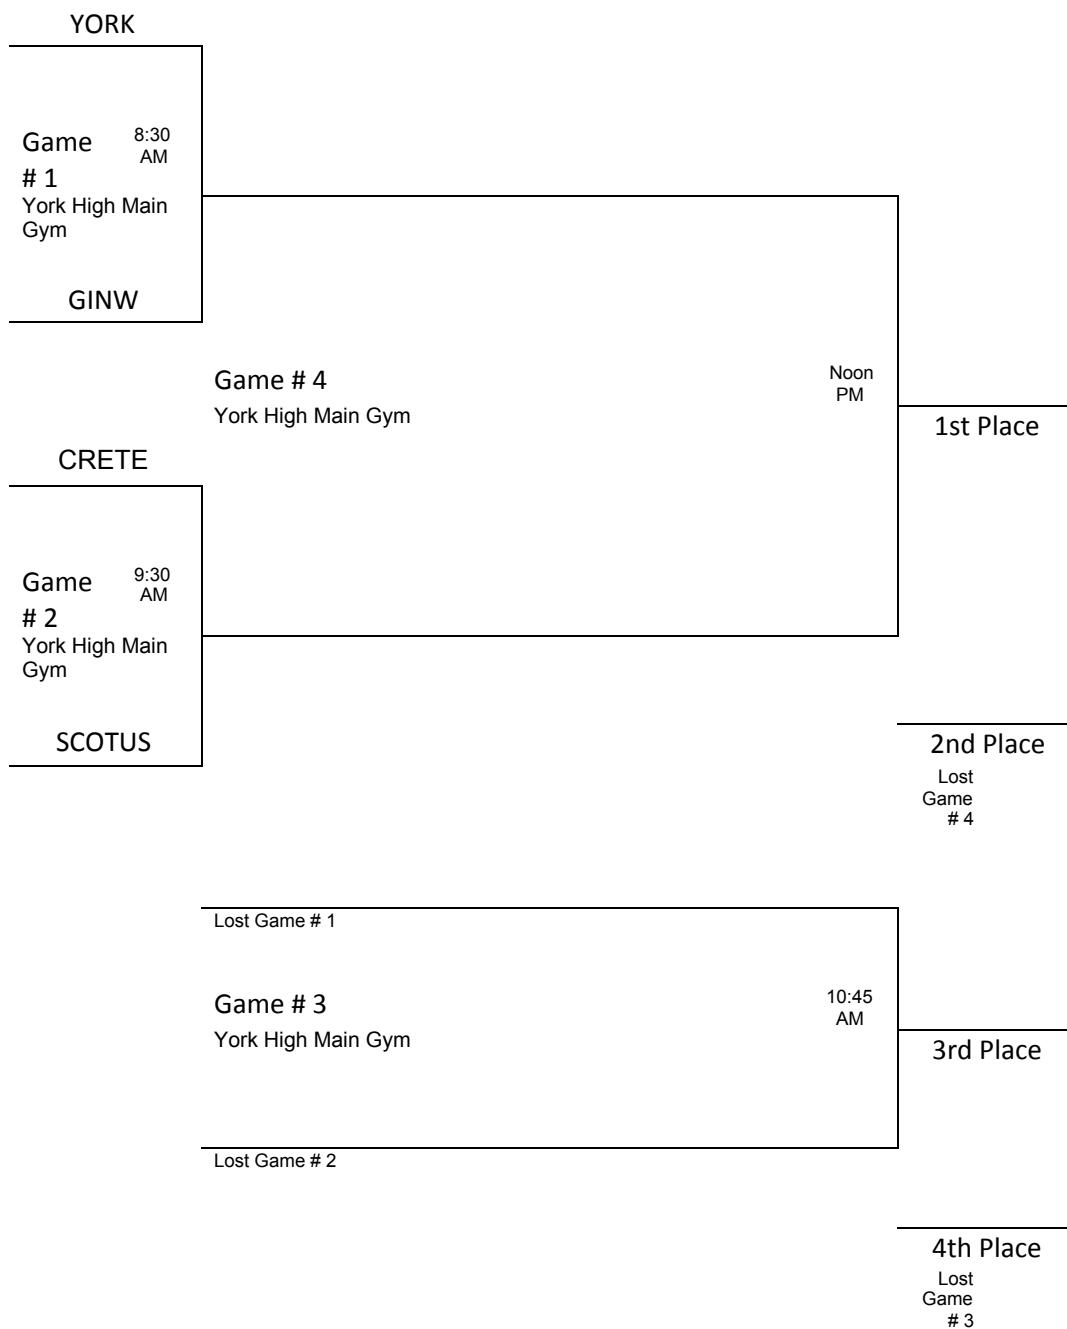 YORK
Game 8:30
# 1 AM
York High Main
Gym
GINW
Game # 4 Noon
York High Main Gym PM
1st Place
CRETE
Game 9:30
# 2 AM
York High Main
Gym
SCOTUS
2nd Place
Lost
Game
# 4
Lost Game # 1
Game # 3 10:45
York High Main Gym AM
3rd Place
Lost Game # 2
4th Place
Lost
Game
# 3